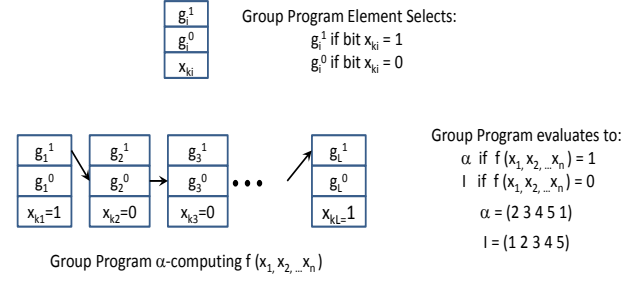 g_i^1
g_i^0
x_ki
Group Program Element Selects:
g_i^1 if bit x_ki = 1
g_i^0 if bit x_ki = 0
g_1^1 g_2^1 g_3^1 g_L^1
g_1^0 g_2^0 g_3^0 g_L^0
x_k1=1 x_k2=0 x_k3=0 x_kL=1
Group Program α-computing f (x_1, x_2, ...x_n)
Group Program evaluates to:
α if f (x_1, x_2, ...x_n) = 1
I if f (x_1, x_2, ...x_n) = 0
α = (2 3 4 5 1)
I = (1 2 3 4 5)